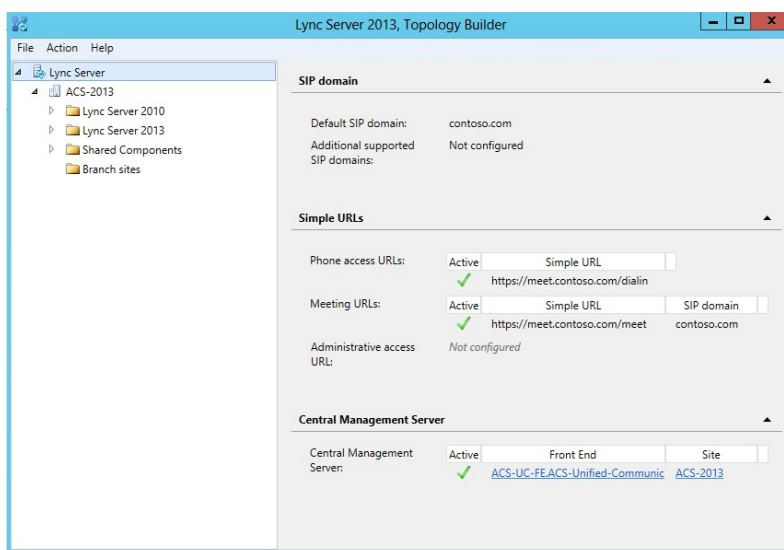 Lync Server 2013, Topology Builder
File Action Help
Lync Server
ACS-2013
Lync Server 2010
Lync Server 2013
Shared Components
Branch sites
SIP domain
Default SIP domain: contoso.com
Additional supported SIP domains: Not configured
Simple URLs
Phone access URLs: Active Simple URL
https://meet.contoso.com/dialin
Meeting URLs: Active Simple URL SIP domain
https://meet.contoso.com/meet contoso.com
Administrative access URL: Not configured
Central Management Server
Central Management Server: Active Front End Site
ACS-UC-FE.ACS-Unified-Communic ACS-2013